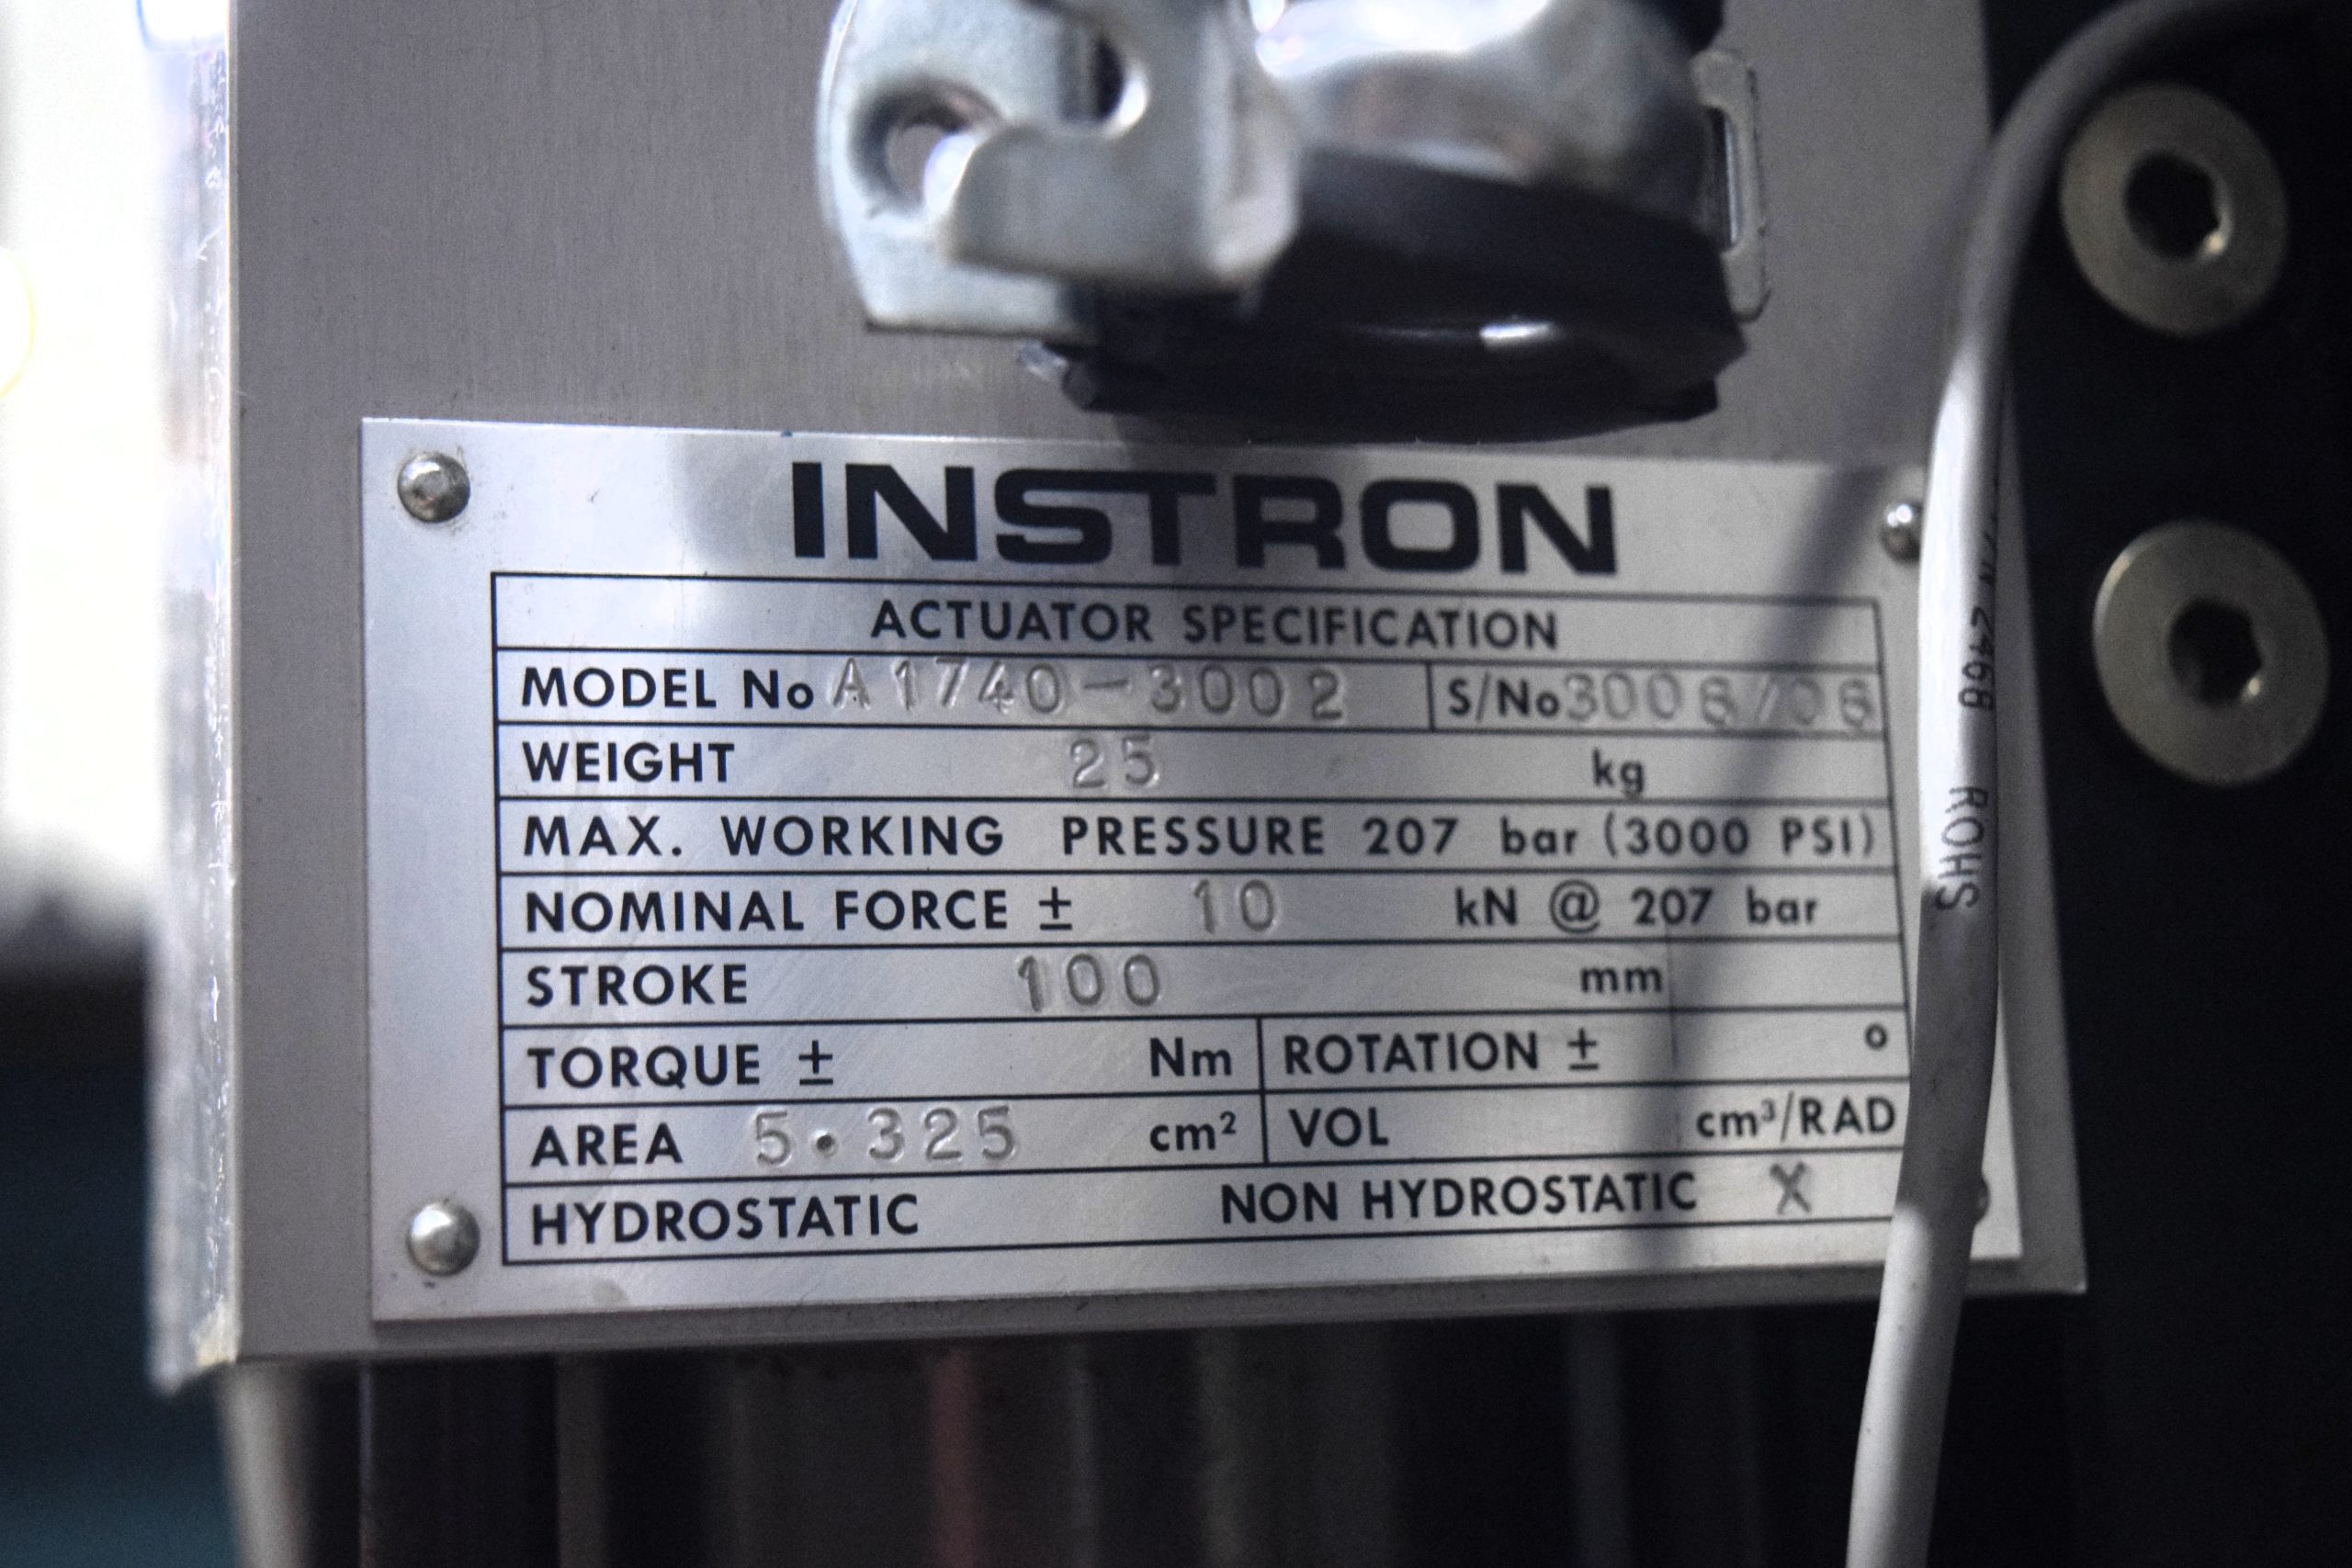 INSTRON
ACTUATOR SPECIFICATION
MODEL No A1740-3002 S/No 3006/06
WEIGHT 25 kg
MAX. WORKING PRESSURE 207 bar (3000 PSI)
NOMINAL FORCE ± 10 kN @ 207 bar
STROKE 100 mm
TORQUE ± Nm ROTATION ± °
AREA 5.325 cm² VOL cm³/RAD
HYDROSTATIC NON HYDROSTATIC X
2468 ROHS